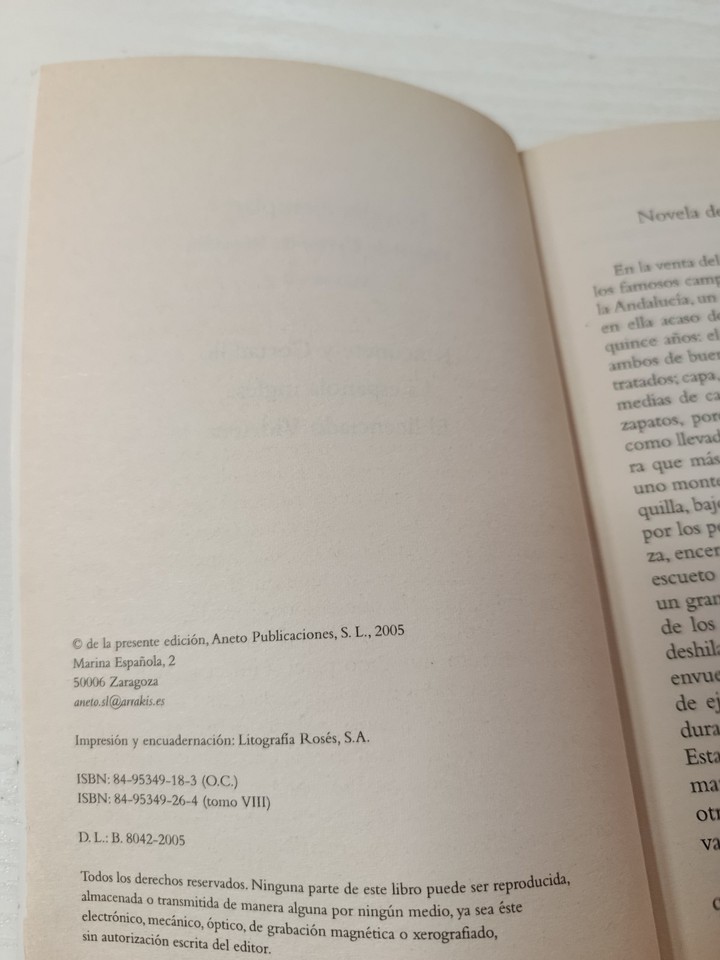 © de la presente edición, Aneto Publicaciones, S. L., 2005
Marina Española, 2
50006 Zaragoza
aneto.sl@arrakis.es
Impresión y encuadernación: Litografía Rosés, S.A.
ISBN: 84-95349-18-3 (O.C.)
ISBN: 84-95349-26-4 (tomo VIII)
D. L.: B. 8042-2005
Todos los derechos reservados. Ninguna parte de este libro puede ser reproducida,
almacenada o transmitida de manera alguna por ningún medio, ya sea éste
electrónico, mecánico, óptico, de grabación magnética o xerografiado,
sin autorización escrita del editor.
Novela de
En la venta del
los famosos camp
la Andalucía, un
en ella acaso de
quince años: el
ambos de buen
tratados; capa,
medias de ca
zapatos, por
como llevad
ra que más
uno monte
quilla, baj
por los pe
za, encer
escueto
un gran
de los
deshila
envue
de ej
dura
Esta
ma
otr
va